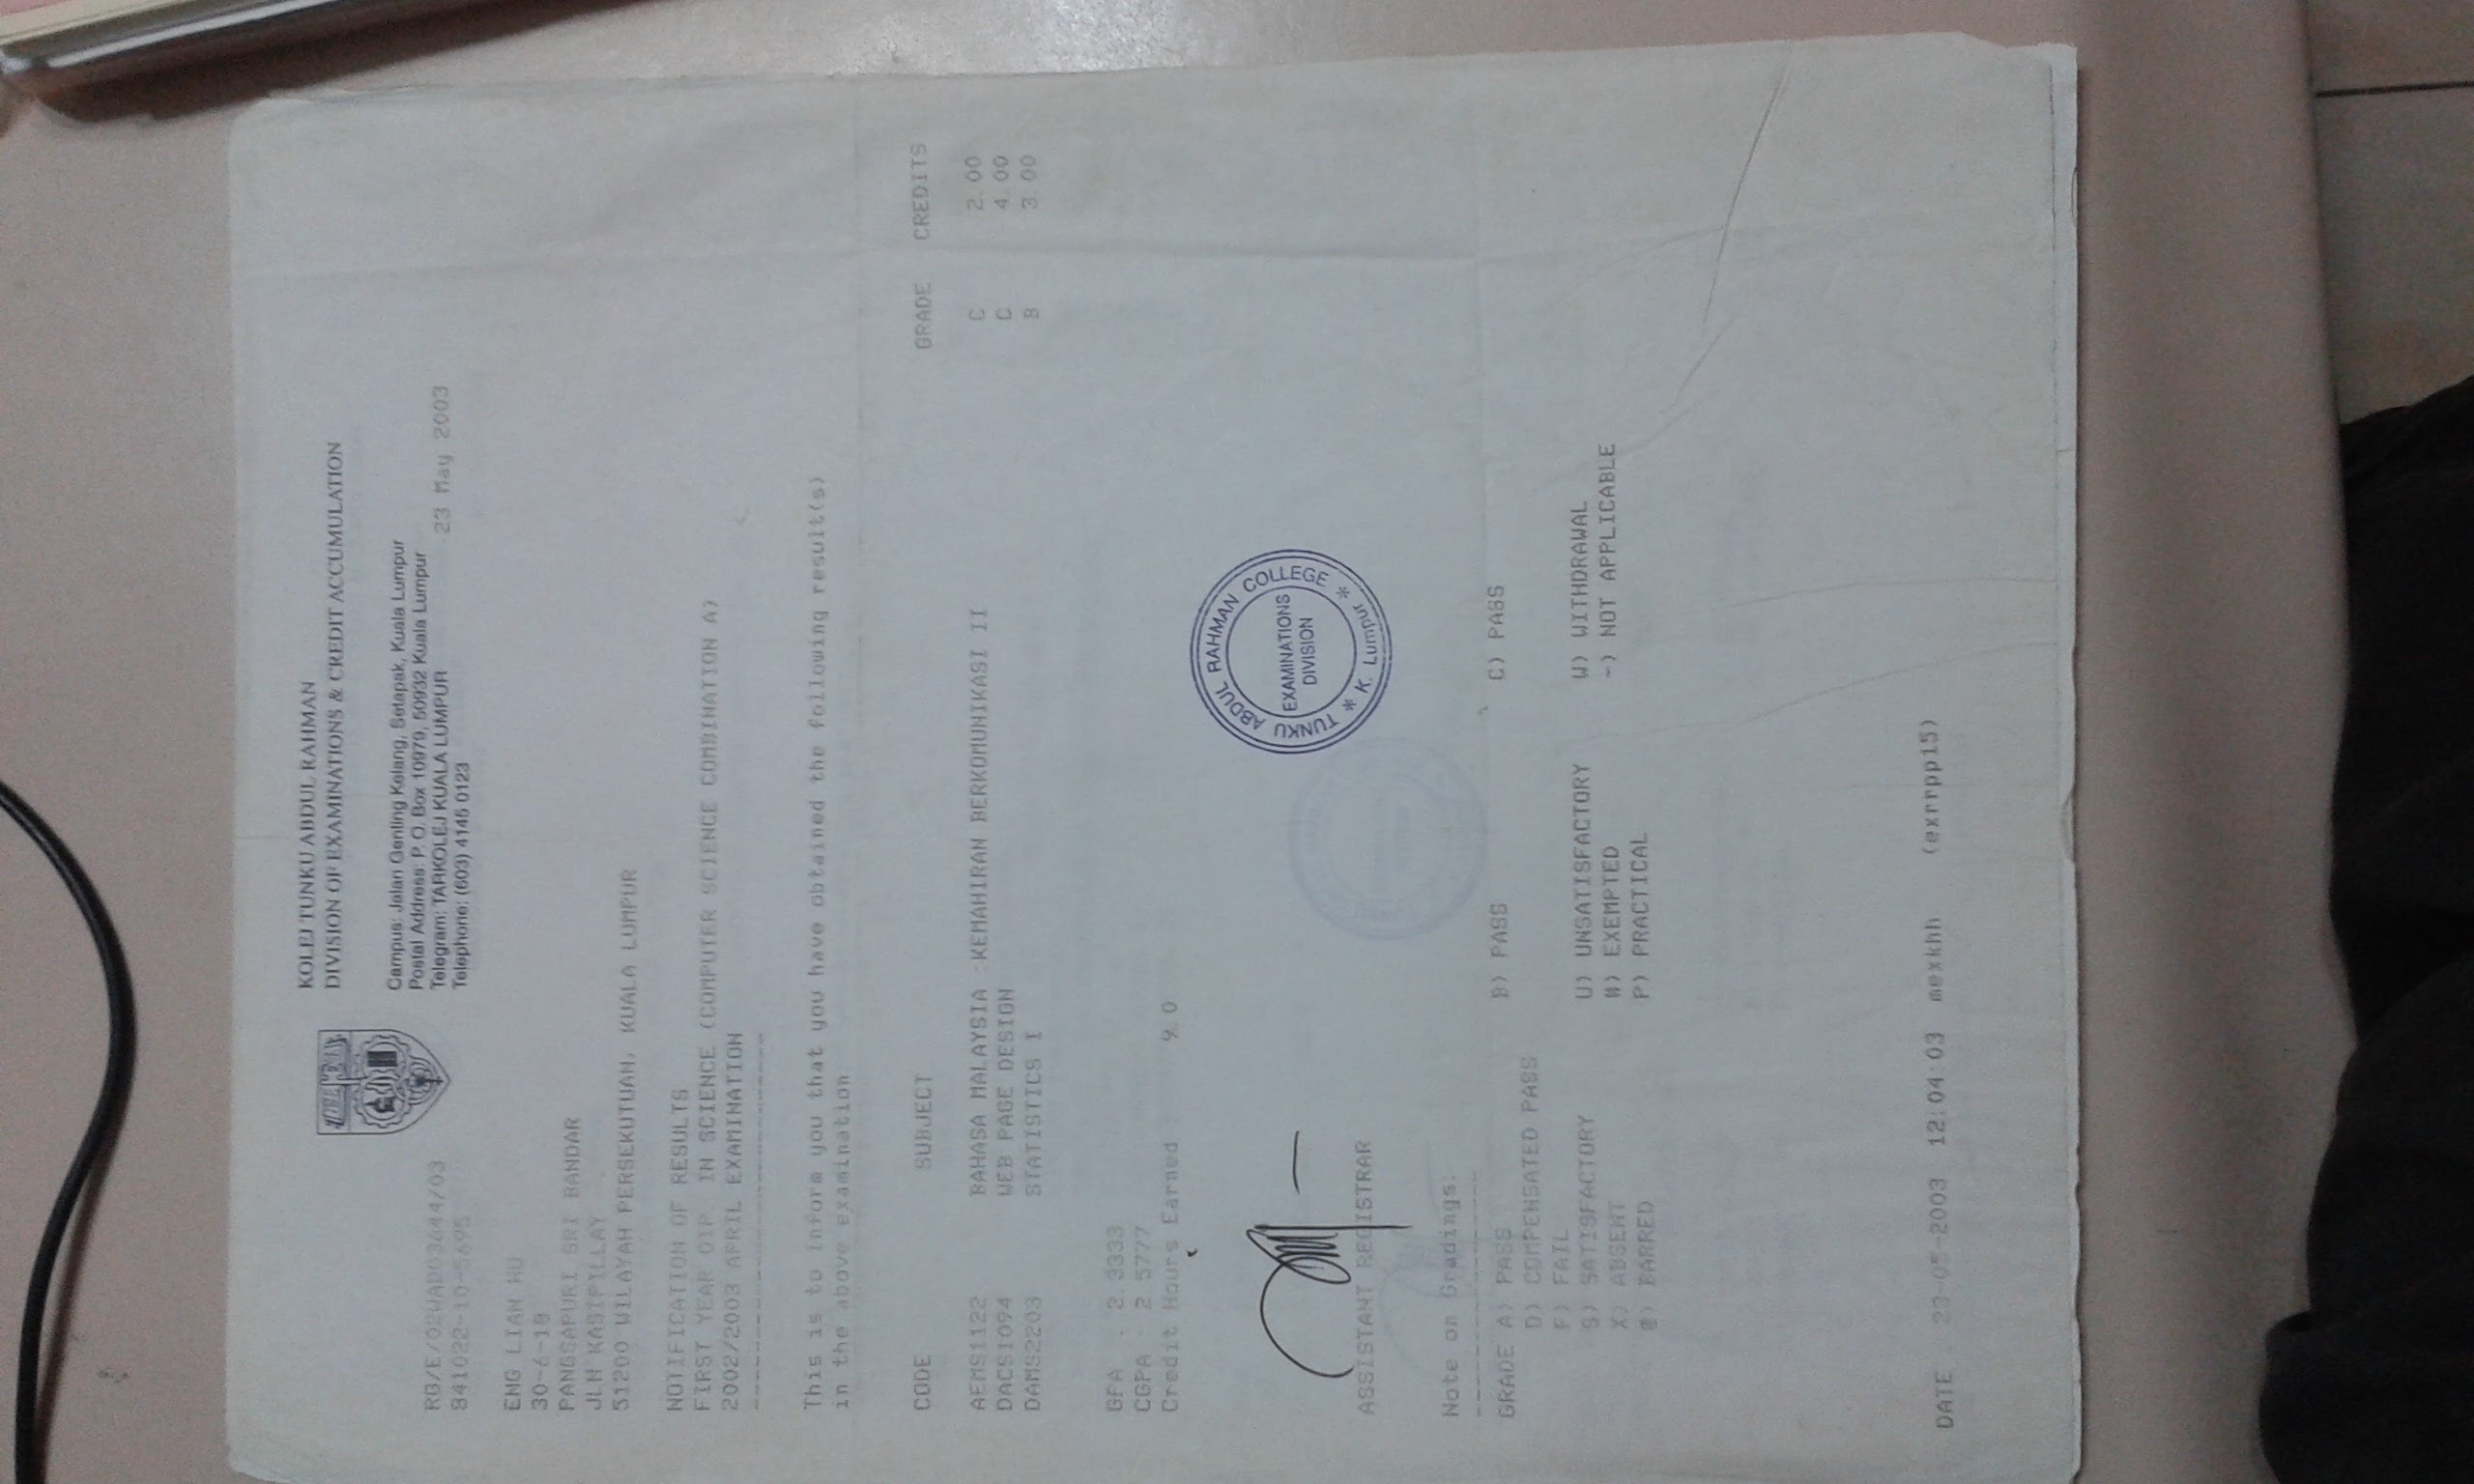 KOLEJ TUNKU ABDUL RAHMAN
DIVISION OF EXAMINATIONS & CREDIT ACCUMULATION
Campus: Jalan Genting Kelang, Setapak, Kuala Lumpur
Postal Address: P. O. Box 10979, 50932 Kuala Lumpur
Telegram: TARKOLEJ KUALA LUMPUR
Telephone: (603) 4145 0123
23 May 2003
841022-10-5695
ENG LIAN HU
30-6-18
PANGSAPURI SRI BANDAR
JLN KASIPILLAY
51200 WILAYAH PERSEKUTUAN, KUALA LUMPUR
NOTIFICATION OF RESULTS
FIRST YEAR DIP. IN SCIENCE (COMPUTER SCIENCE COMBINATION A)
2002/2003 APRIL EXAMINATION
This is to inform you that you have obtained the following result(s)
in the above examination
CODE SUBJECT GRADE CREDITS
AEMS1122 BAHASA MALAYSIA :KEMAHIRAN BERKOMUNIKASI II C 2.00
DACS1094 WEB PAGE DESIGN C 4.00
DAMS2203 STATISTICS I B 3.00
GPA : 2.3333
CGPA : 2.5777
Credit Hours Earned : 9.0
TUNKU ABDUL RAHMAN COLLEGE
* K. Lumpur *
EXAMINATIONS
DIVISION
ASSISTANT REGISTRAR
Note on Gradings:
GRADE A) PASS B) PASS C) PASS
D) COMPENSATED PASS
F) FAIL
S) SATISFACTORY U) UNSATISFACTORY W) WITHDRAWAL
X) ABSENT #) EXEMPTED -) NOT APPLICABLE
@) BARRED P) PRACTICAL
DATE : 23-05-2003 12:04:03 mexkhh (exrrpp15)